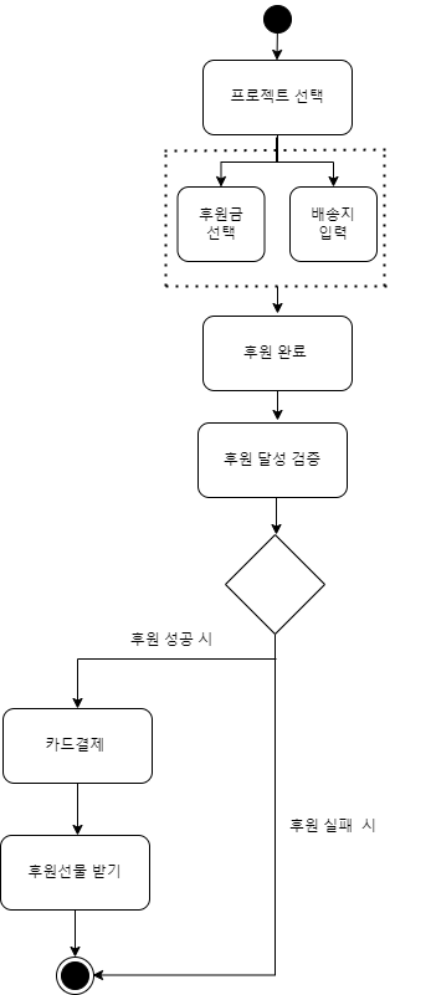 프로젝트 선택
후원금
선택
배송지
입력
후원 완료
후원 달성 검증
후원 성공 시
카드결제
후원 실패 시
후원선물 받기